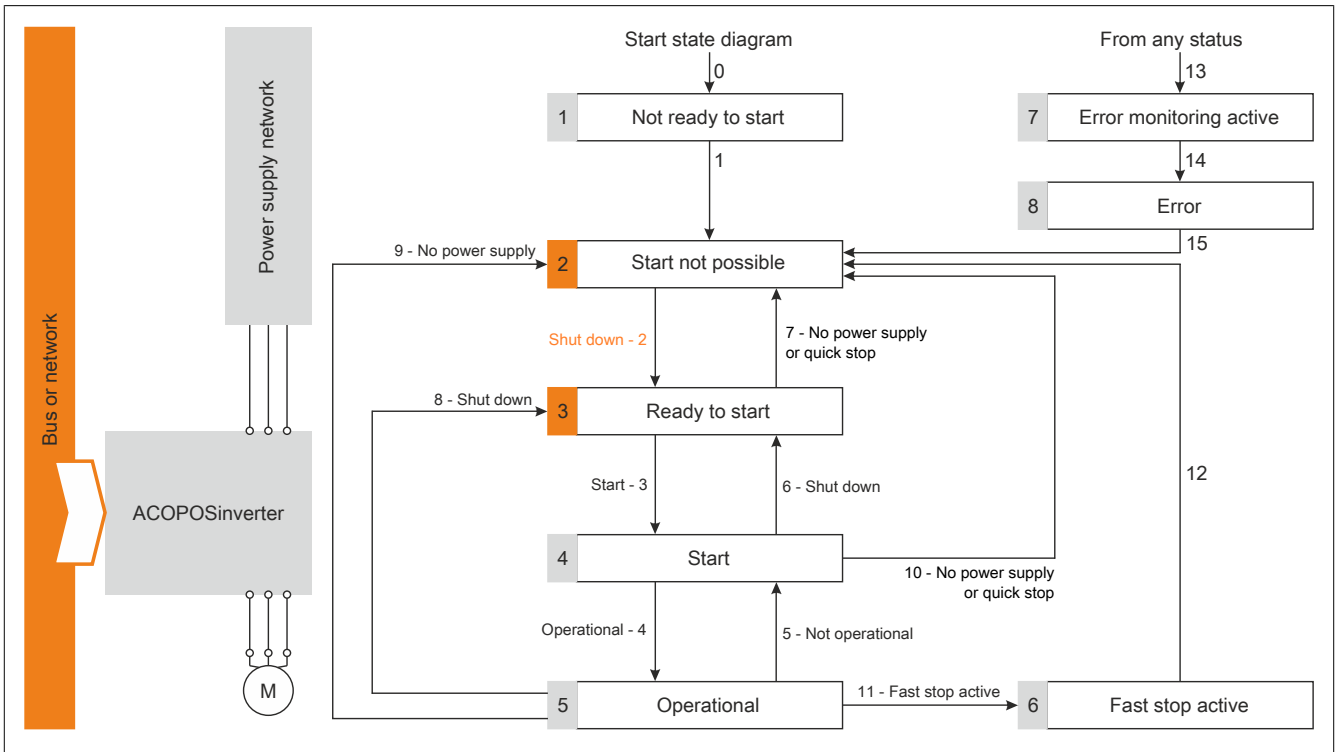 Bus or network
Power supply network
ACOPOSinverter
M
Start state diagram
0
1
Not ready to start
1
9 - No power supply
2
Start not possible
Shut down - 2
7 - No power supply
or quick stop
8 - Shut down
3
Ready to start
Start - 3
6 - Shut down
4
Start
10 - No power supply
or quick stop
Operational - 4
5 - Not operational
5
Operational
11 - Fast stop active
From any status
13
7
Error monitoring active
14
8
Error
15
12
6
Fast stop active